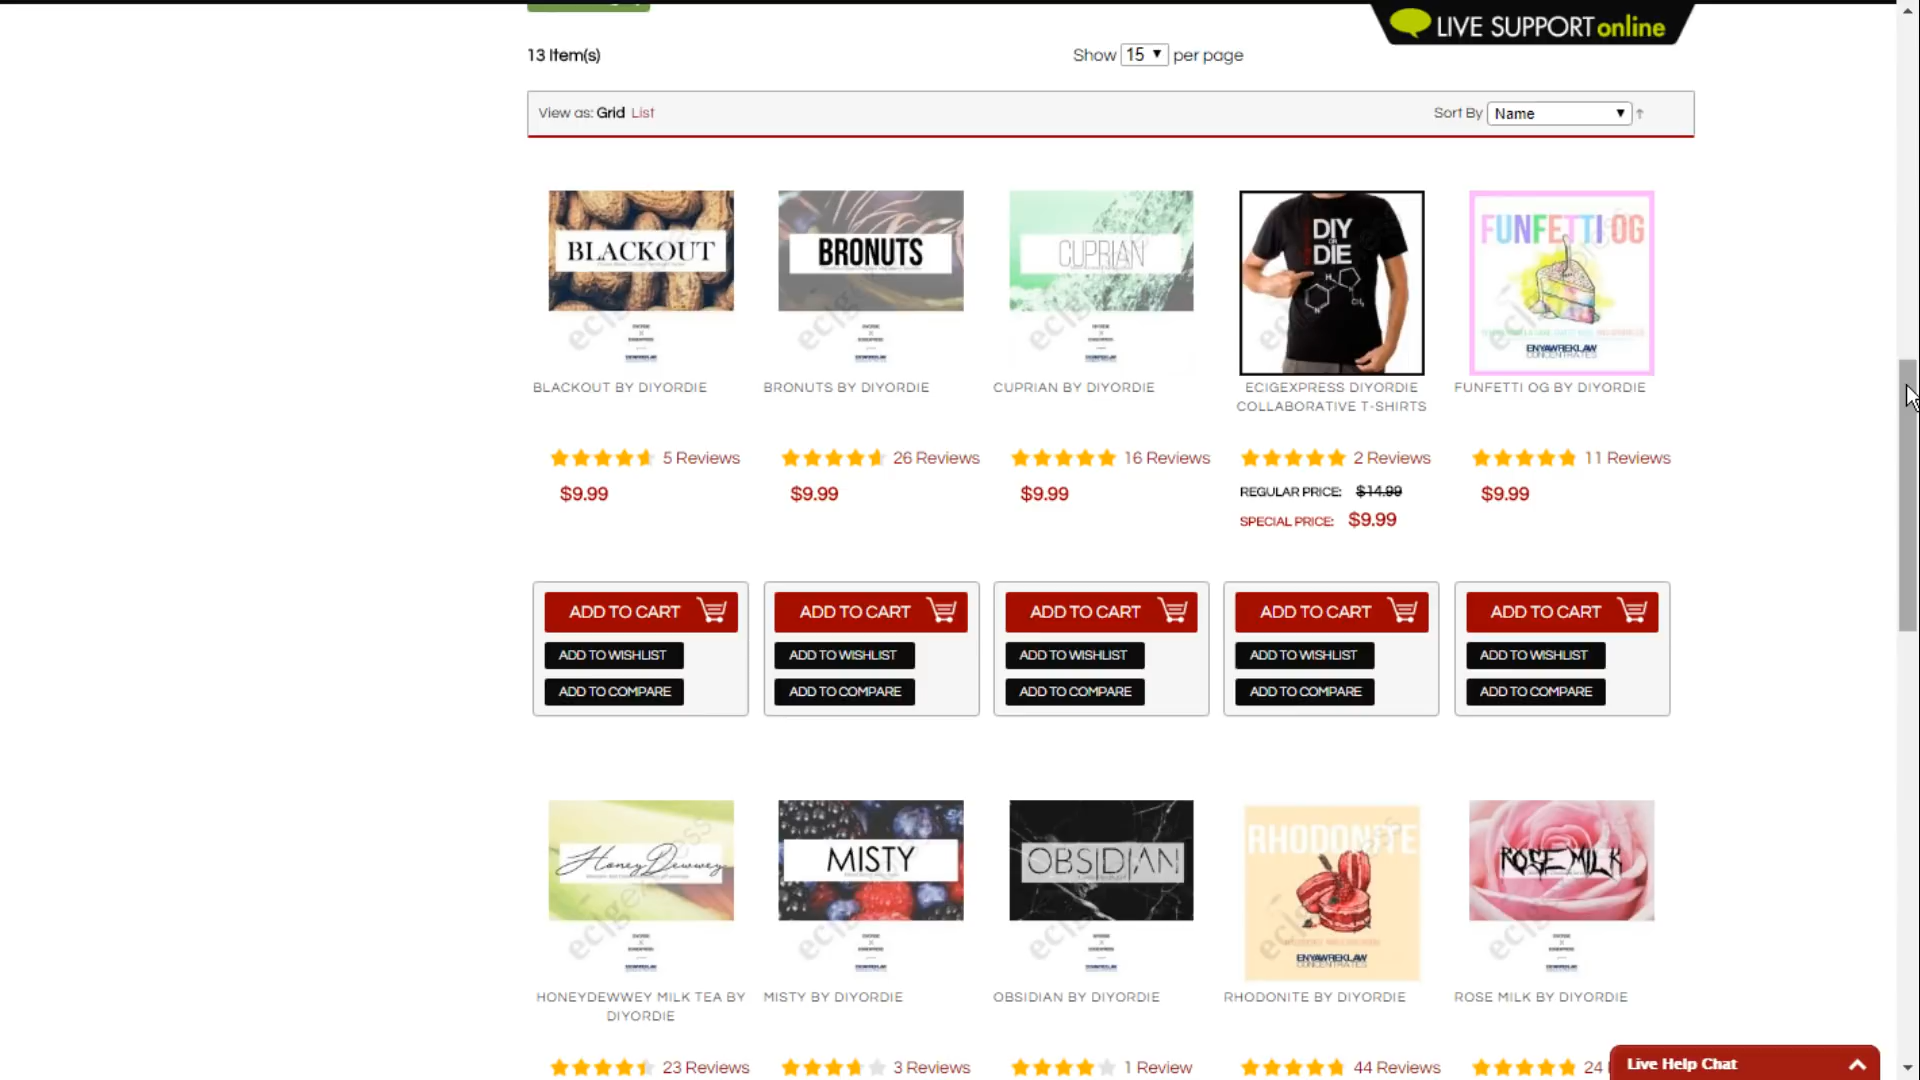 LIVE SUPPORT online
13 Item(s)
Show 15 per page
View as: Grid List
Sort By Name
BLACKOUT
BRONUTS
CUPRIAN
DIY
OR
DIE
FUNFETTI OG
ENYAWREKLAW
CONCENTRATES
BLACKOUT BY DIYORDIE
BRONUTS BY DIYORDIE
CUPRIAN BY DIYORDIE
ECIGEXPRESS DIYORDIE
COLLABORATIVE T-SHIRTS
FUNFETTI OG BY DIYORDIE
5 Reviews
26 Reviews
16 Reviews
2 Reviews
11 Reviews
$9.99
$9.99
$9.99
REGULAR PRICE: $14.99
SPECIAL PRICE: $9.99
$9.99
ADD TO CART
ADD TO CART
ADD TO CART
ADD TO CART
ADD TO CART
ADD TO WISHLIST
ADD TO WISHLIST
ADD TO WISHLIST
ADD TO WISHLIST
ADD TO WISHLIST
ADD TO COMPARE
ADD TO COMPARE
ADD TO COMPARE
ADD TO COMPARE
ADD TO COMPARE
Honey Dewwey
MISTY
OBSIDIAN
RHODONITE
ROSE MILK
ENYAWREKLAW
CONCENTRATES
HONEYDEWWEY MILK TEA BY
DIYORDIE
MISTY BY DIYORDIE
OBSIDIAN BY DIYORDIE
RHODONITE BY DIYORDIE
ROSE MILK BY DIYORDIE
23 Reviews
3 Reviews
1 Review
44 Reviews
24
Live Help Chat